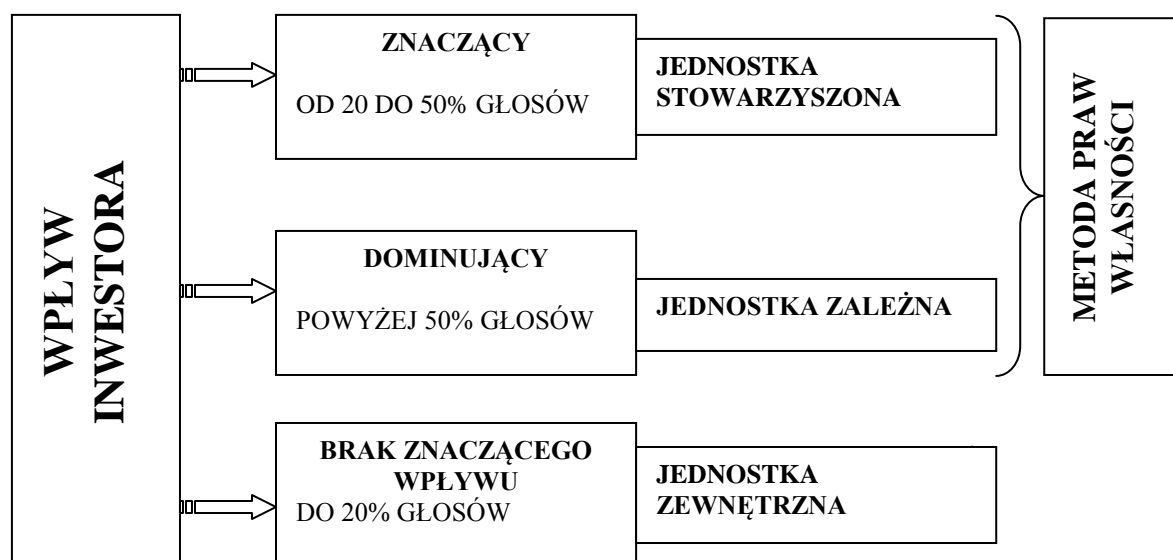 WPŁYW
INWESTORA
ZNACZĄCY
OD 20 DO 50% GŁOSÓW
JEDNOSTKA
STOWARZYSZONA
DOMINUJĄCY
POWYŻEJ 50% GŁOSÓW
JEDNOSTKA ZALEŻNA
BRAK ZNACZĄCEGO
WPŁYWU
DO 20% GŁOSÓW
JEDNOSTKA
ZEWNĘTRZNA
METODA PRAW
WŁASNOŚCI